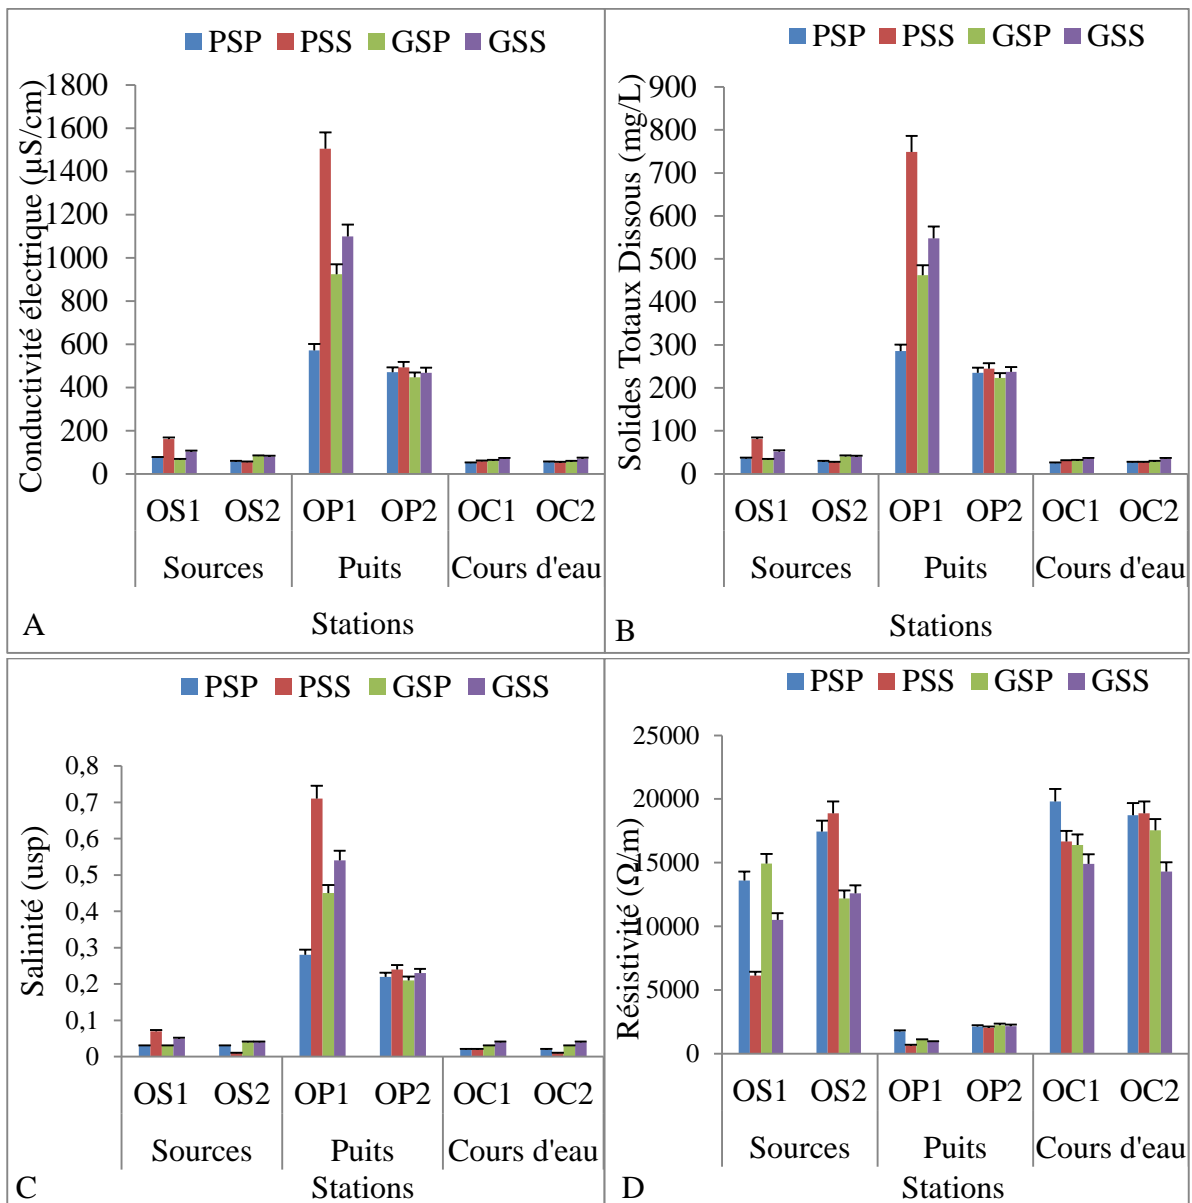 PSP PSS GSP GSS
Conductivité électrique (µS/cm)
1800
1600
1400
1200
1000
800
600
400
200
0
OS1 OS2 OP1 OP2 OC1 OC2
Sources Puits Cours d'eau
Stations
A
PSP PSS GSP GSS
Solides Totaux Dissous (mg/L)
900
800
700
600
500
400
300
200
100
0
OS1 OS2 OP1 OP2 OC1 OC2
Sources Puits Cours d'eau
Stations
B
PSP PSS GSP GSS
Salinité (usp)
0,8
0,7
0,6
0,5
0,4
0,3
0,2
0,1
0
OS1 OS2 OP1 OP2 OC1 OC2
Sources Puits Cours d'eau
Stations
C
PSP PSS GSP GSS
Résistivité (Ω/m)
25000
20000
15000
10000
5000
0
OS1 OS2 OP1 OP2 OC1 OC2
Sources Puits Cours d'eau
Stations
D